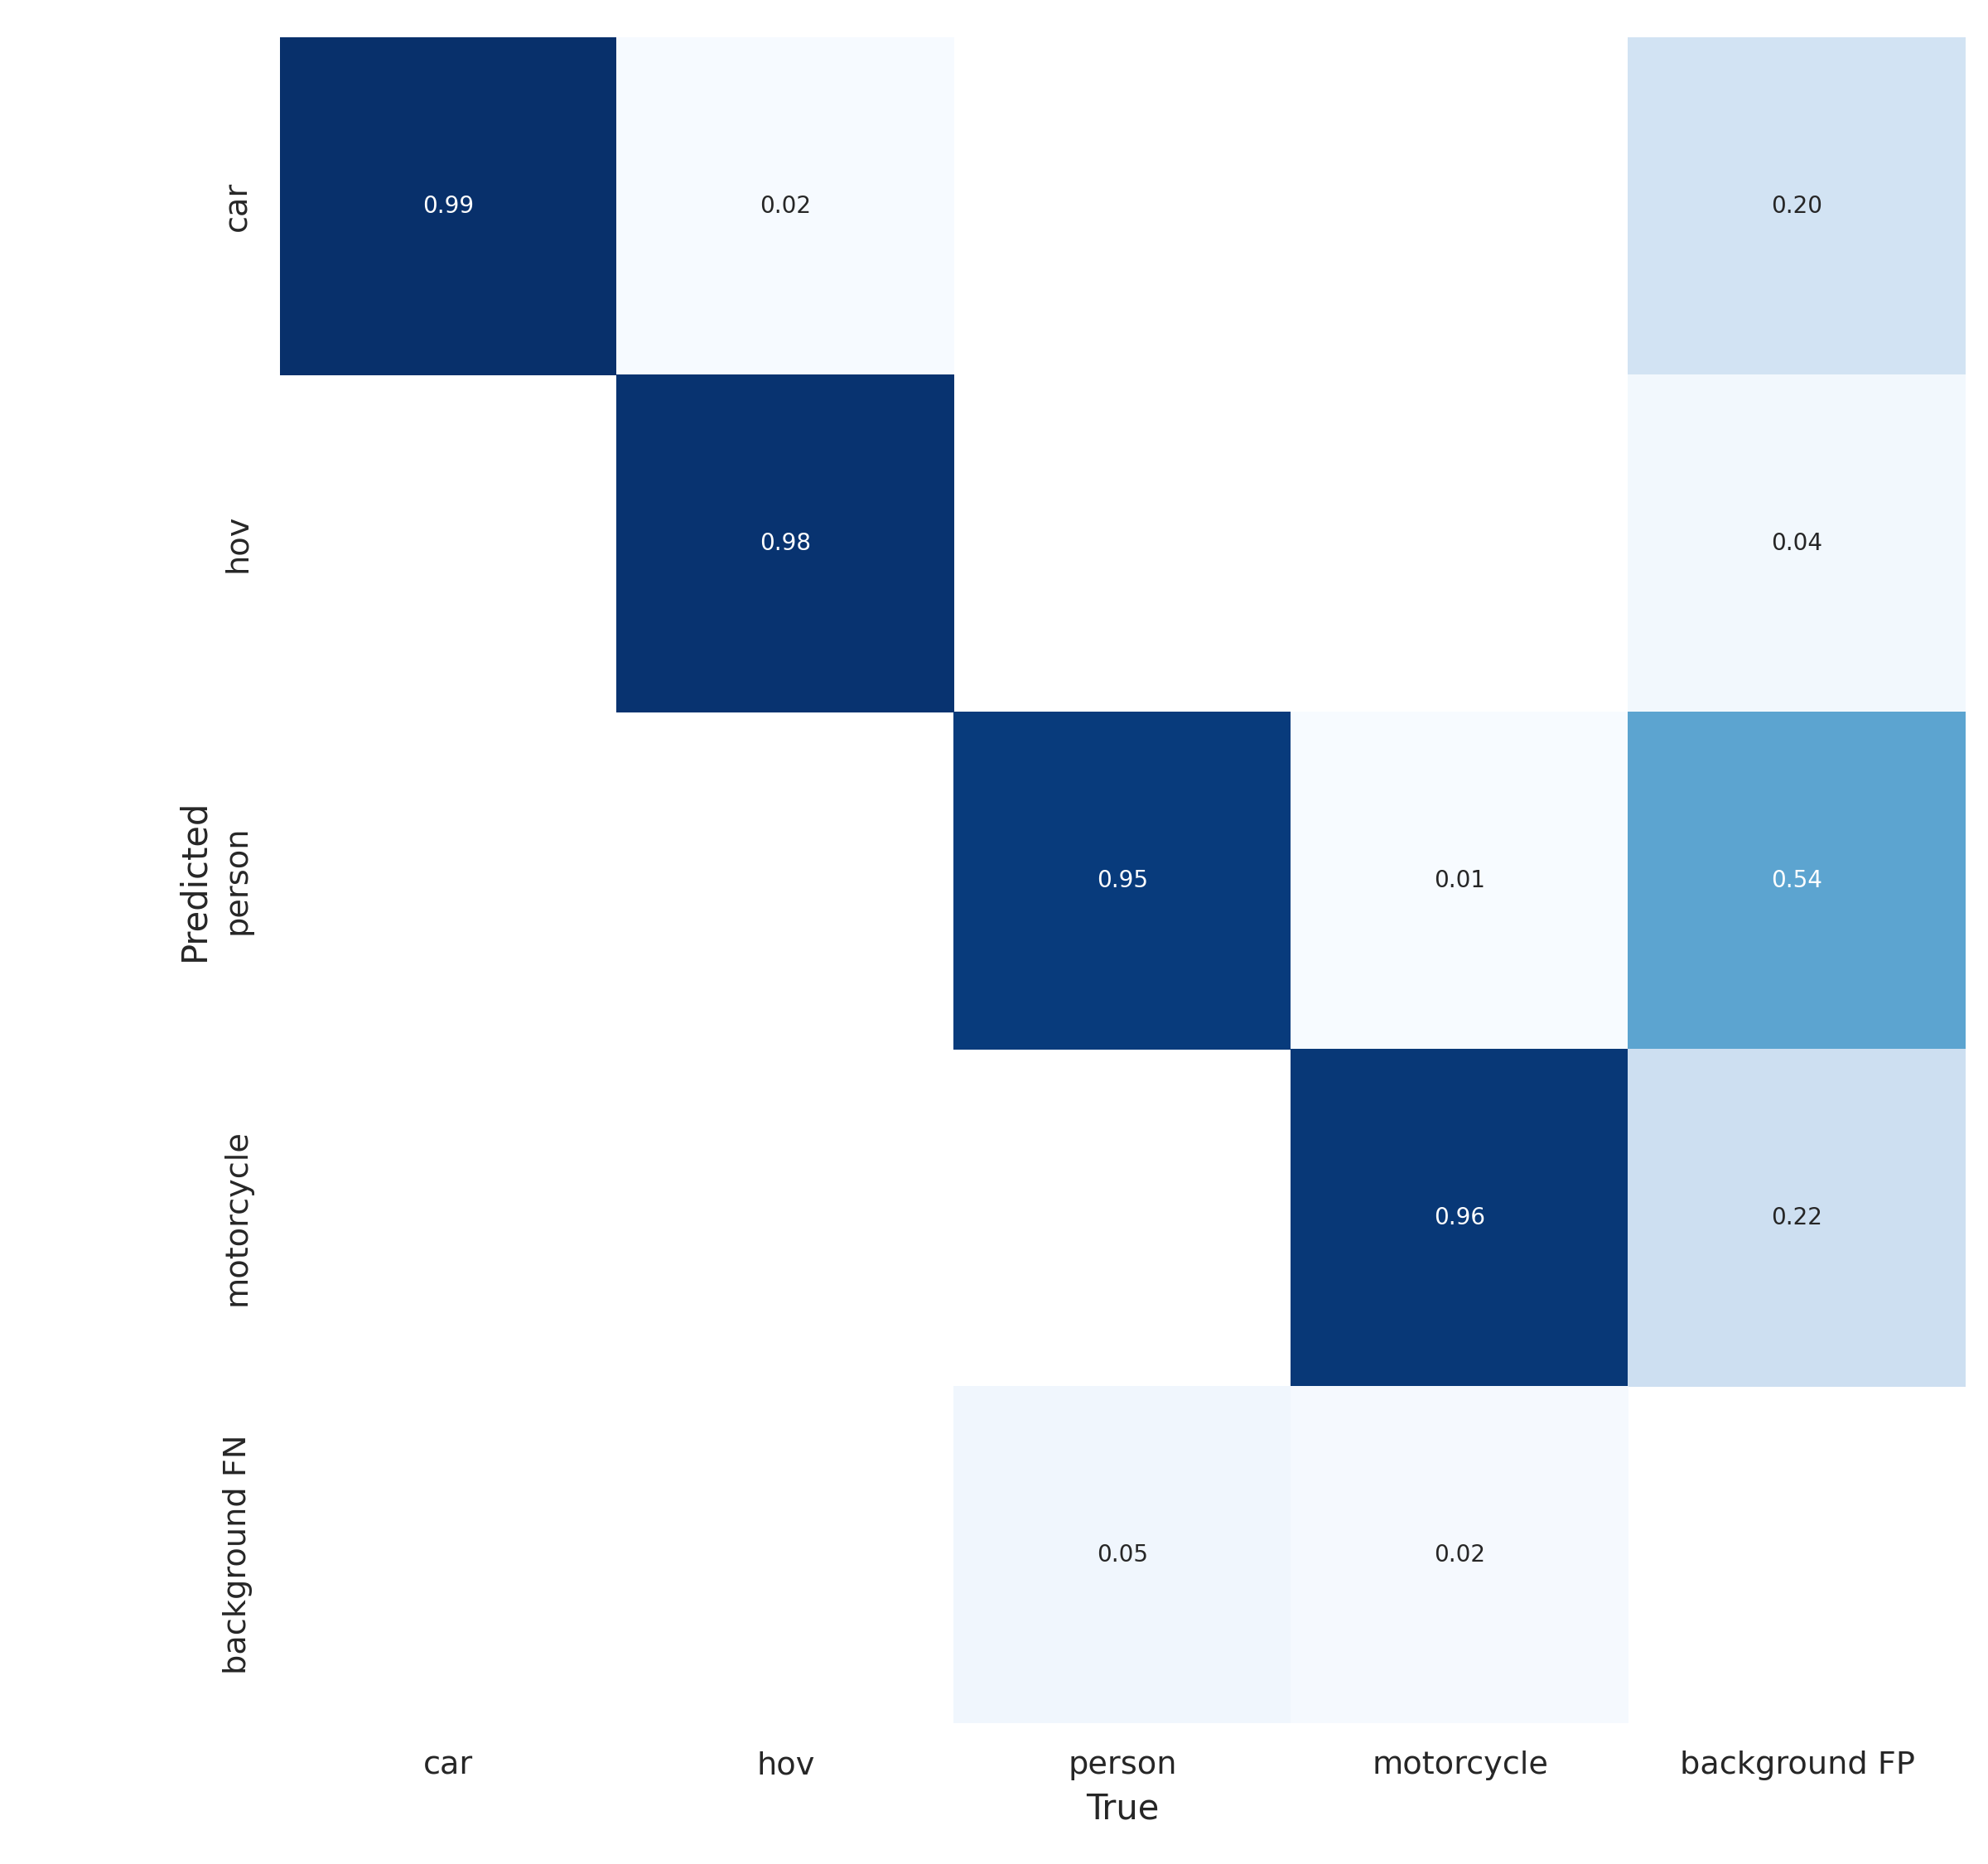 car 0.99 0.02 0.20
hov 0.98 0.04
Predicted
person 0.95 0.01 0.54
motorcycle 0.96 0.22
background FN 0.05 0.02
car hov person motorcycle background FP
True